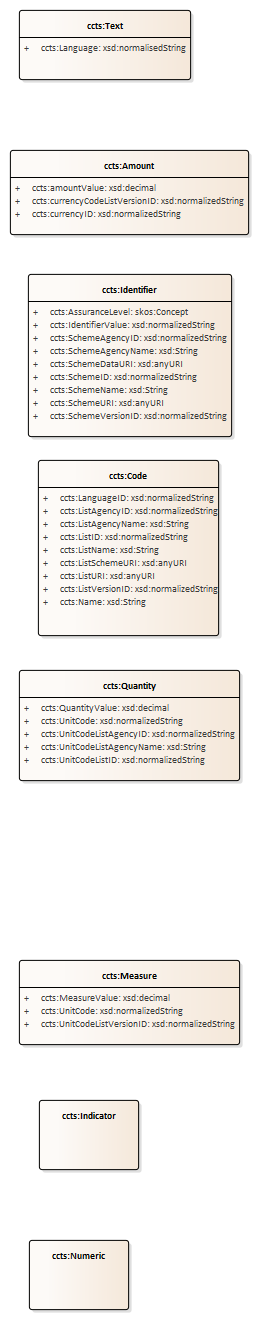 ccts:Text
+ ccts:Language: xsd:normalisedString
ccts:Amount
+ ccts:amountValue: xsd:decimal
+ ccts:currencyCodeListVersionID: xsd:normalizedString
+ ccts:currencyID: xsd:normalizedString
ccts:Identifier
+ ccts:AssuranceLevel: skos:Concept
+ ccts:IdentifierValue: xsd:normalizedString
+ ccts:SchemeAgencyID: xsd:normalizedString
+ ccts:SchemeAgencyName: xsd:String
+ ccts:SchemeDataURI: xsd:anyURI
+ ccts:SchemeID: xsd:normalizedString
+ ccts:SchemeName: xsd:String
+ ccts:SchemeURI: xsd:anyURI
+ ccts:SchemeVersionID: xsd:normalizedString
ccts:Code
+ ccts:LanguageID: xsd:normalizedString
+ ccts:ListAgencyID: xsd:normalizedString
+ ccts:ListAgencyName: xsd:String
+ ccts:ListID: xsd:normalizedString
+ ccts:ListName: xsd:String
+ ccts:ListSchemeURI: xsd:anyURI
+ ccts:ListURI: xsd:anyURI
+ ccts:ListVersionID: xsd:normalizedString
+ ccts:Name: xsd:String
ccts:Quantity
+ ccts:QuantityValue: xsd:decimal
+ ccts:UnitCode: xsd:normalizedString
+ ccts:UnitCodeListAgencyID: xsd:normalizedString
+ ccts:UnitCodeListAgencyName: xsd:String
+ ccts:UnitCodeListID: xsd:normalizedString
ccts:Measure
+ ccts:MeasureValue: xsd:decimal
+ ccts:UnitCode: xsd:normalizedString
+ ccts:UnitCodeListVersionID: xsd:normalizedString
ccts:Indicator
ccts:Numeric